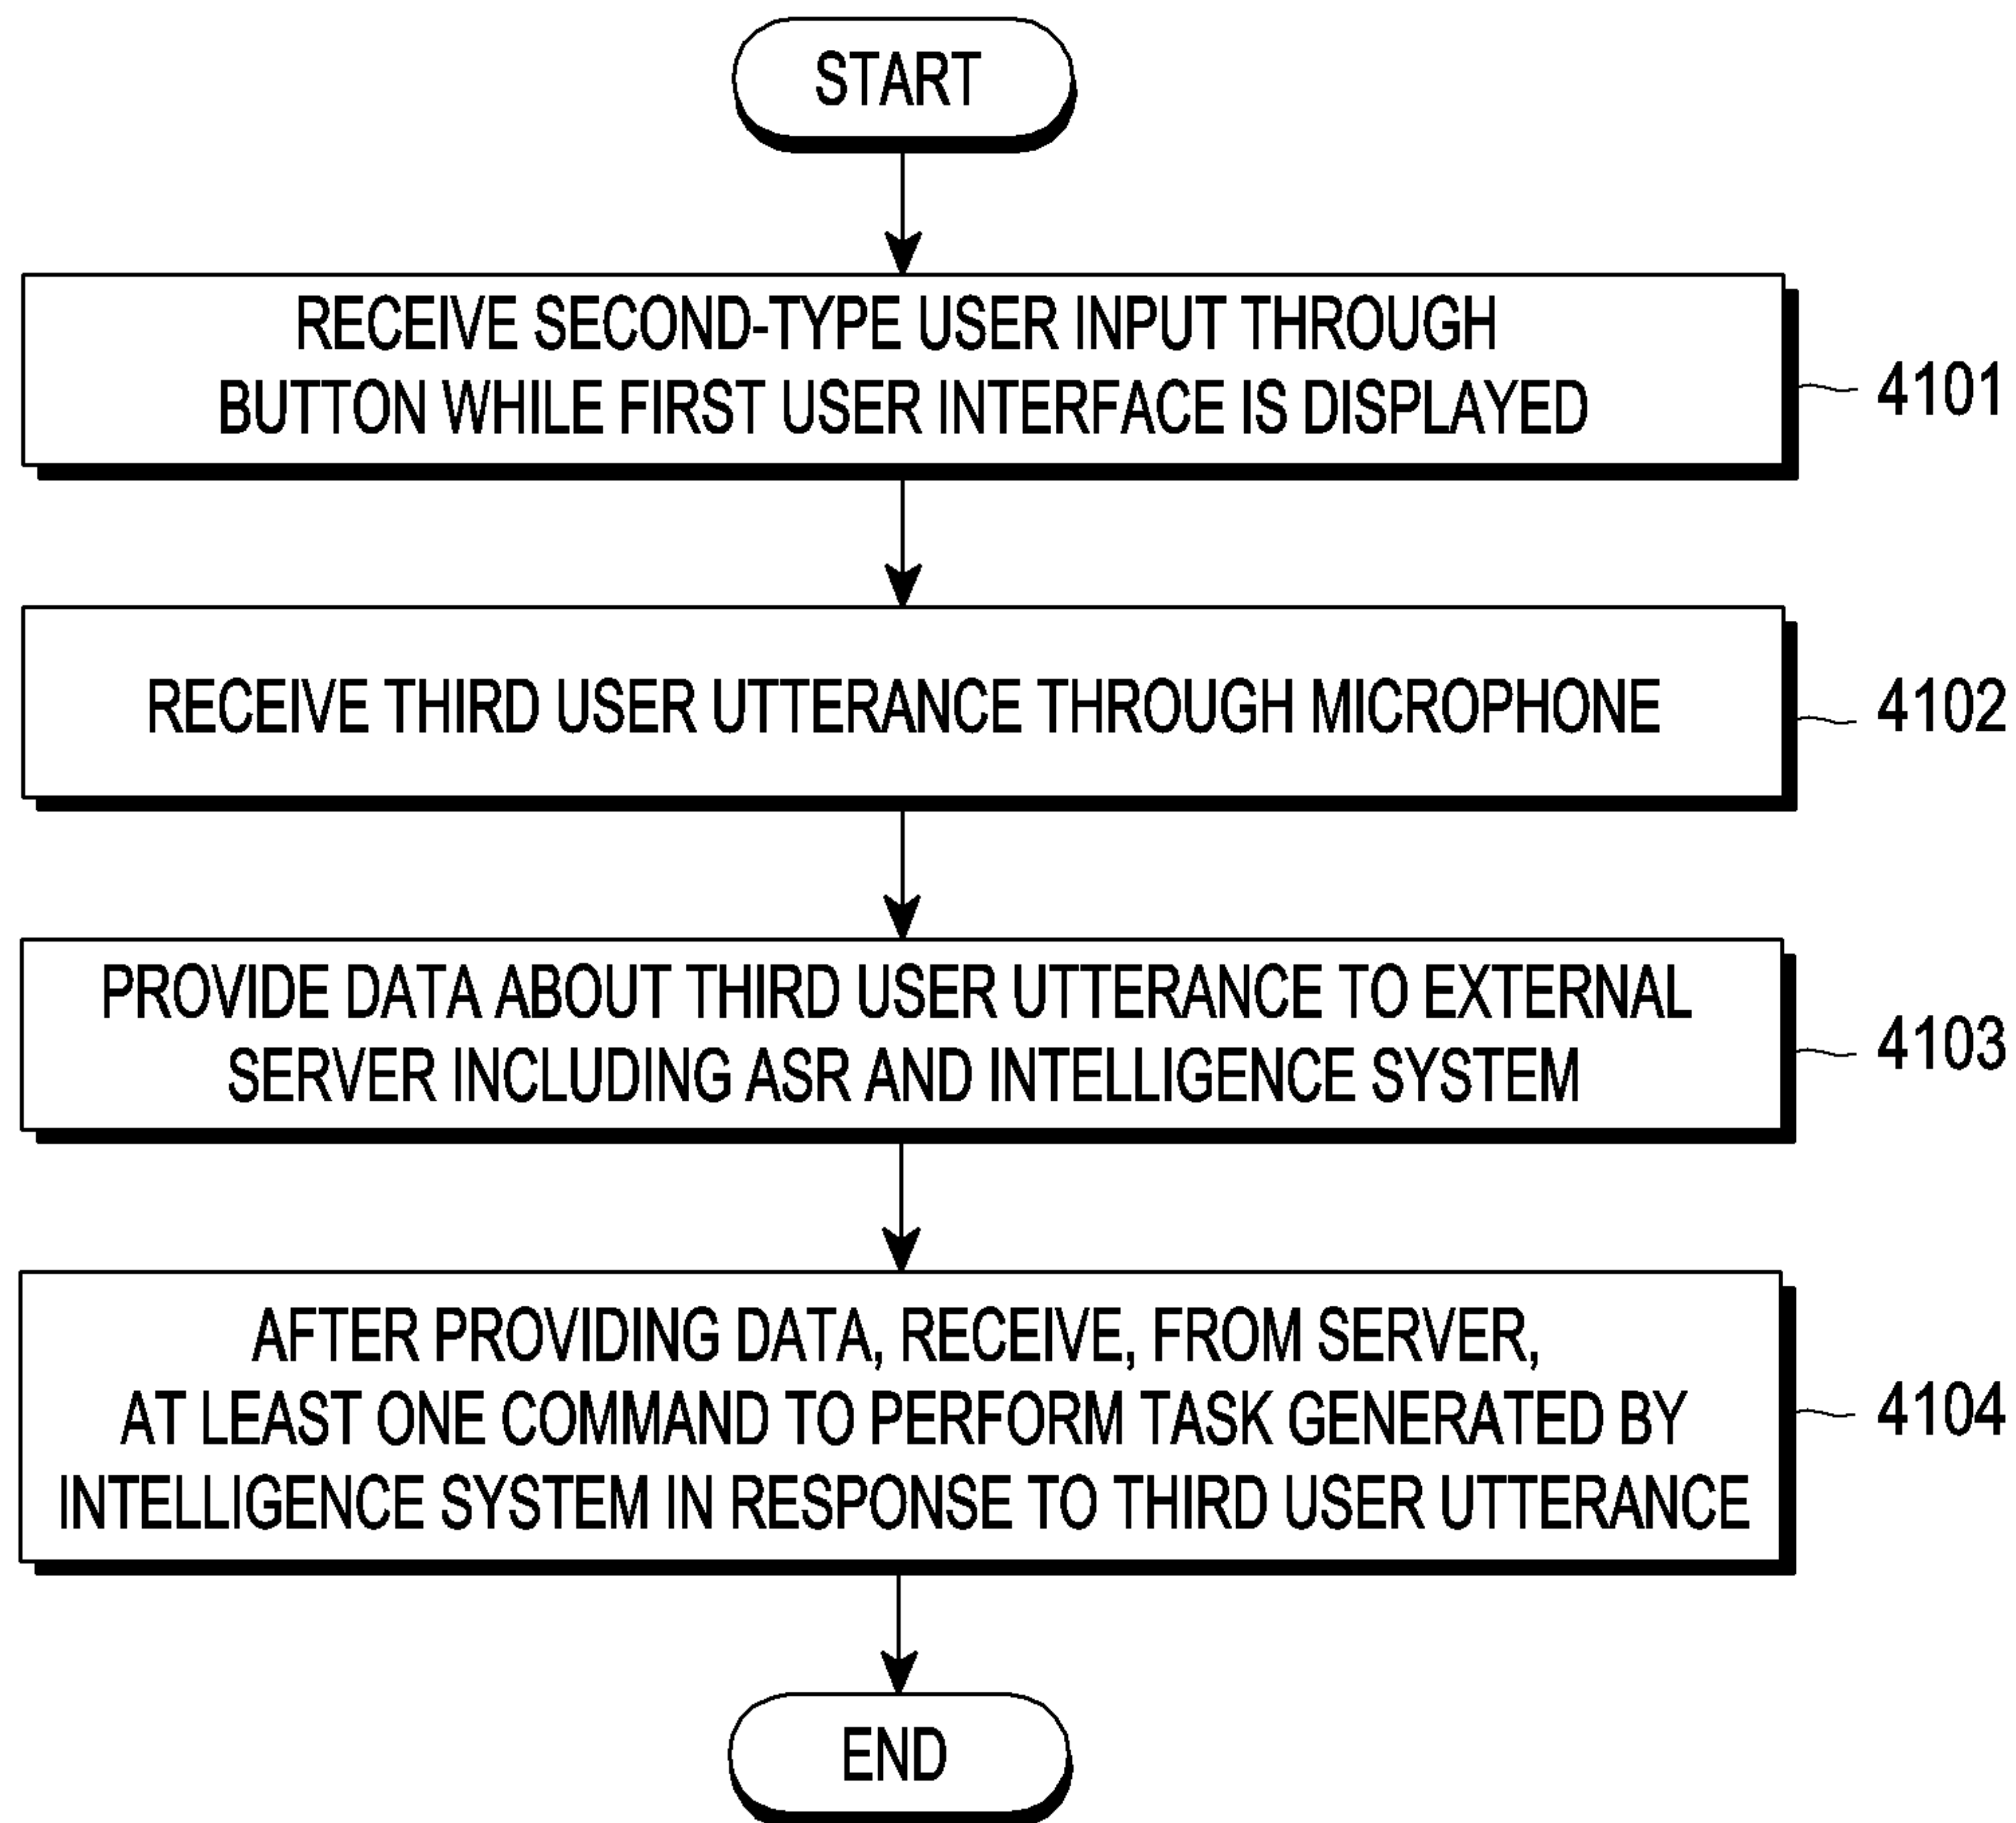 START
RECEIVE SECOND-TYPE USER INPUT THROUGH
BUTTON WHILE FIRST USER INTERFACE IS DISPLAYED
4101
RECEIVE THIRD USER UTTERANCE THROUGH MICROPHONE
4102
PROVIDE DATA ABOUT THIRD USER UTTERANCE TO EXTERNAL
SERVER INCLUDING ASR AND INTELLIGENCE SYSTEM
4103
AFTER PROVIDING DATA, RECEIVE, FROM SERVER,
AT LEAST ONE COMMAND TO PERFORM TASK GENERATED BY
INTELLIGENCE SYSTEM IN RESPONSE TO THIRD USER UTTERANCE
4104
END